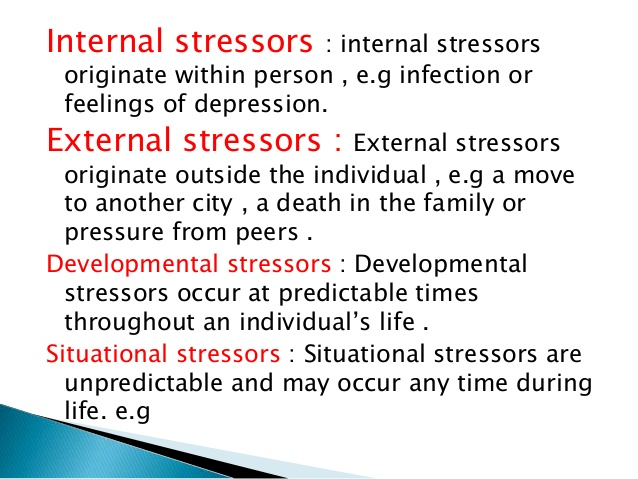 Internal stressors : internal stressors
originate within person , e.g infection or
feelings of depression.
External stressors : External stressors
originate outside the individual , e.g a move
to another city , a death in the family or
pressure from peers .
Developmental stressors : Developmental
stressors occur at predictable times
throughout an individual’s life .
Situational stressors : Situational stressors are
unpredictable and may occur any time during
life. e.g